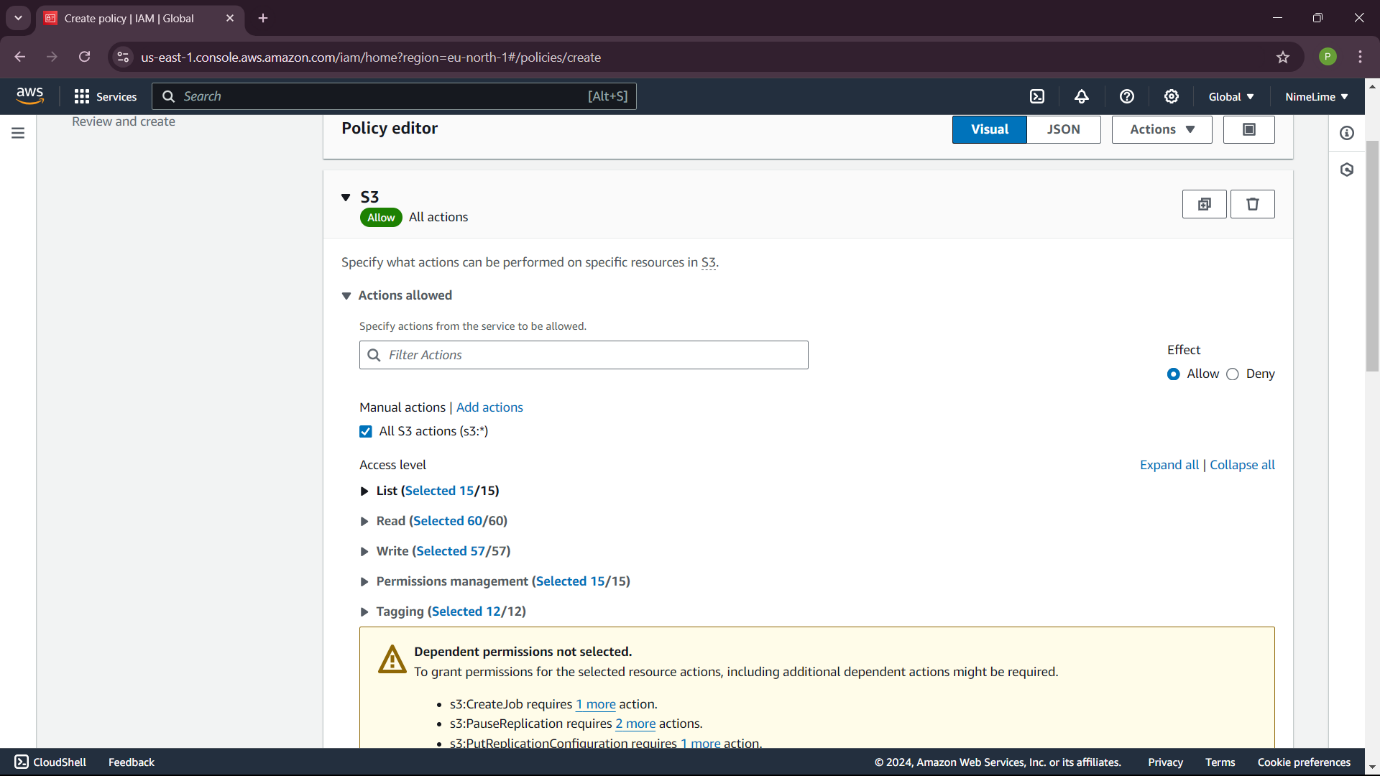 Create policy | IAM | Global
us-east-1.console.aws.amazon.com/iam/home?region=eu-north-1#/policies/create
P
aws
Services
Search
[Alt+S]
Global
NimeLime
Review and create
Policy editor
Visual
JSON
Actions
S3
Allow
All actions
Specify what actions can be performed on specific resources in S3.
Actions allowed
Specify actions from the service to be allowed.
Filter Actions
Effect
Allow
Deny
Manual actions | Add actions
All S3 actions (s3:*)
Access level
Expand all | Collapse all
List (Selected 15/15)
Read (Selected 60/60)
Write (Selected 57/57)
Permissions management (Selected 15/15)
Tagging (Selected 12/12)
Dependent permissions not selected.
To grant permissions for the selected resource actions, including additional dependent actions might be required.
• s3:CreateJob requires 1 more action.
• s3:PauseReplication requires 2 more actions.
• s3:PutReplicationConfiguration requires 1 more action.
CloudShell
Feedback
© 2024, Amazon Web Services, Inc. or its affiliates.
Privacy
Terms
Cookie preferences